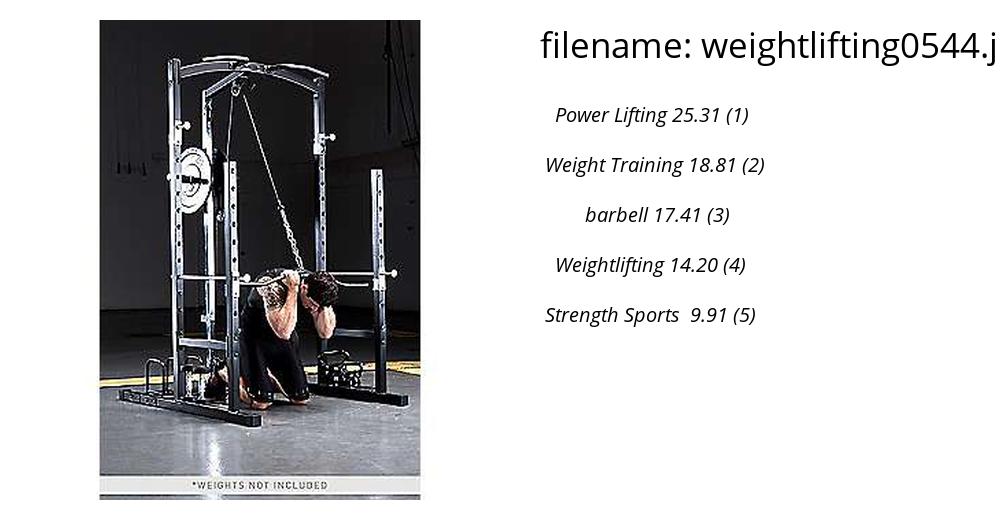 filename: weightlifting0544.j
Power Lifting 25.31 (1)
Weight Training 18.81 (2)
barbell 17.41 (3)
Weightlifting 14.20 (4)
Strength Sports 9.91 (5)
*WEIGHTS NOT INCLUDED